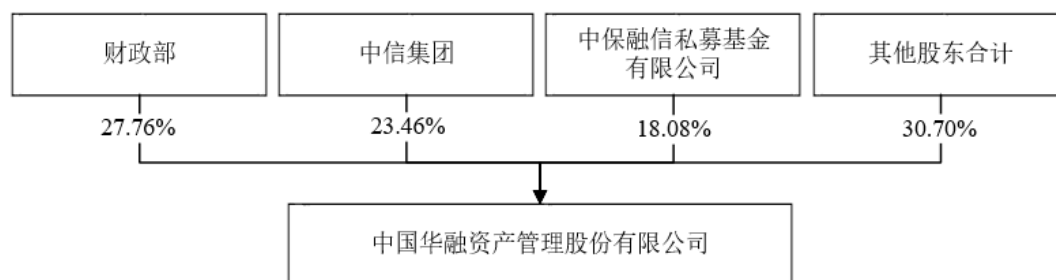 财政部
中信集团
中保融信私募基金
有限公司
其他股东合计
27.76%
23.46%
18.08%
30.70%
中国华融资产管理股份有限公司